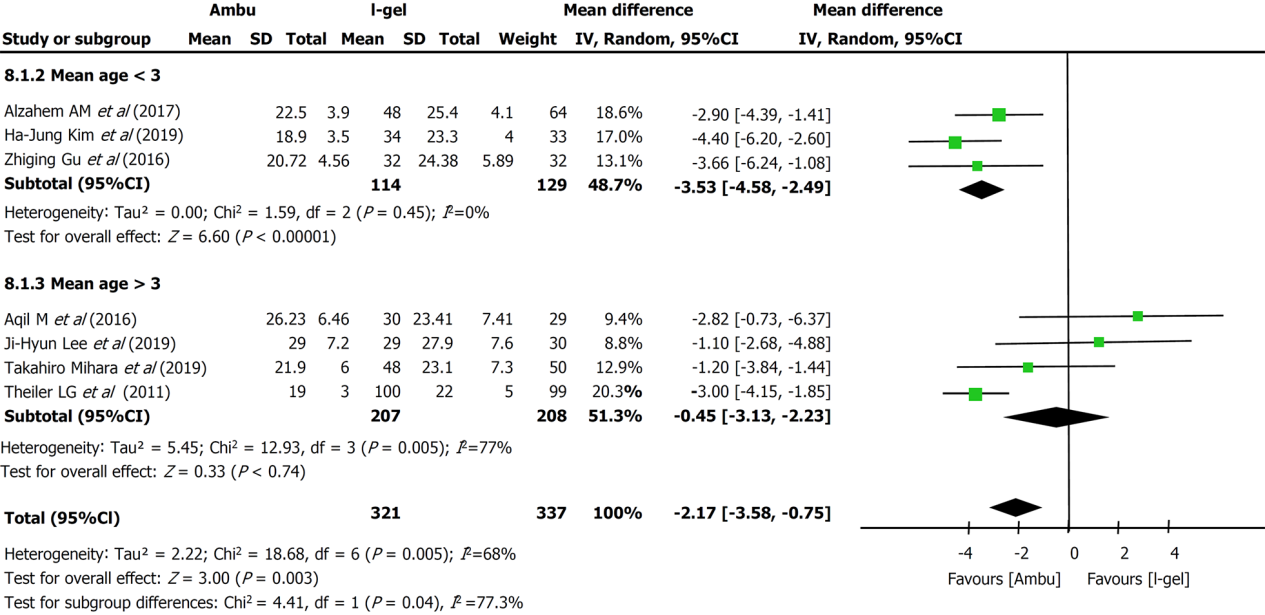 Ambu l-gel Mean difference Mean difference
Study or subgroup Mean SD Total Mean SD Total Weight IV, Random, 95%CI IV, Random, 95%CI
8.1.2 Mean age < 3
Alzahem AM et al (2017) 22.5 3.9 48 25.4 4.1 64 18.6% -2.90 [-4.39, -1.41]
Ha-Jung Kim et al (2019) 18.9 3.5 34 23.3 4 33 17.0% -4.40 [-6.20, -2.60]
Zhiging Gu et al (2016) 20.72 4.56 32 24.38 5.89 32 13.1% -3.66 [-6.24, -1.08]
Subtotal (95%CI) 114 129 48.7% -3.53 [-4.58, -2.49]
Heterogeneity: Tau² = 0.00; Chi² = 1.59, df = 2 (P = 0.45); I²=0%
Test for overall effect: Z = 6.60 (P < 0.00001)
8.1.3 Mean age > 3
Aqil M et al (2016) 26.23 6.46 30 23.41 7.41 29 9.4% -2.82 [-0.73, -6.37]
Ji-Hyun Lee et al (2019) 29 7.2 29 27.9 7.6 30 8.8% -1.10 [-2.68, -4.88]
Takahiro Mihara et al (2019) 21.9 6 48 23.1 7.3 50 12.9% -1.20 [-3.84, -1.44]
Theiler LG et al (2011) 19 3 100 22 5 99 20.3% -3.00 [-4.15, -1.85]
Subtotal (95%CI) 207 208 51.3% -0.45 [-3.13, -2.23]
Heterogeneity: Tau² = 5.45; Chi² = 12.93, df = 3 (P = 0.005); I²=77%
Test for overall effect: Z = 0.33 (P < 0.74)
Total (95%Cl) 321 337 100% -2.17 [-3.58, -0.75]
Heterogeneity: Tau² = 2.22; Chi² = 18.68, df = 6 (P = 0.005); I²=68%
Test for overall effect: Z = 3.00 (P = 0.003)
Test for subgroup differences: Chi² = 4.41, df = 1 (P = 0.04), I²=77.3%
-4 -2 0 2 4
Favours [Ambu] Favours [l-gel]